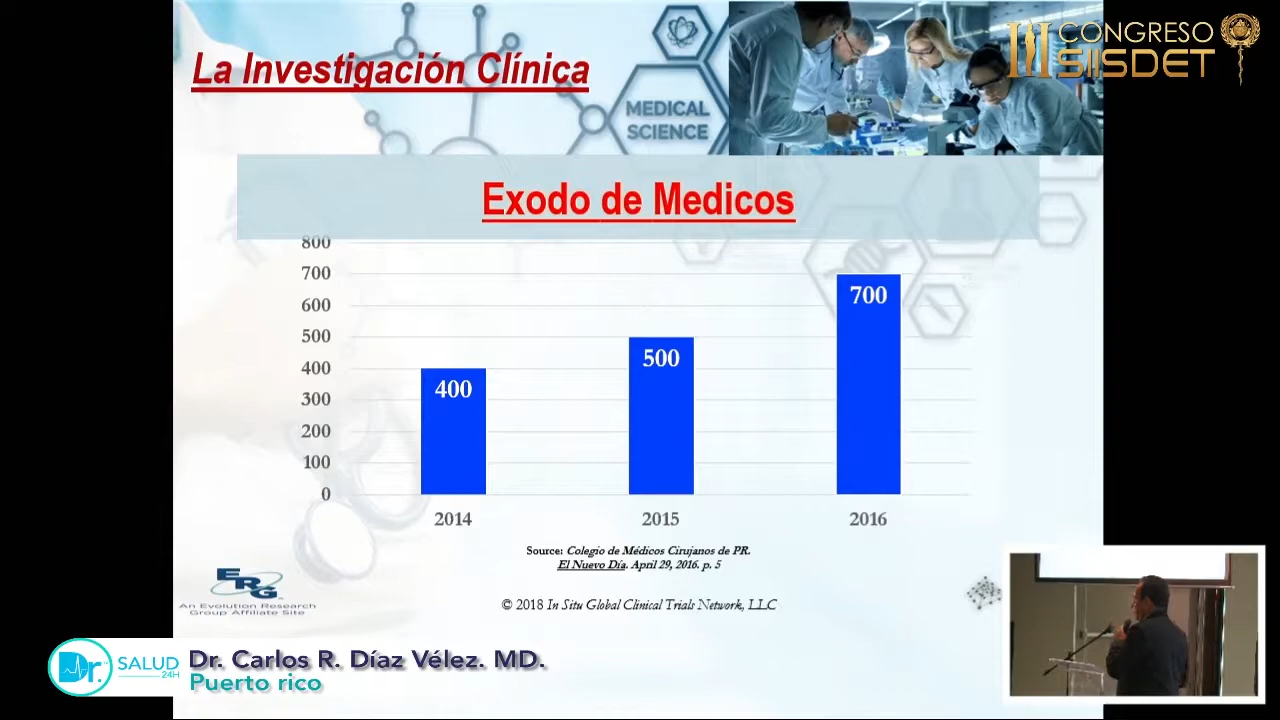 La Investigación Clínica
MEDICAL
SCIENCE
III CONGRESO
SIISDET
Exodo de Medicos
800
700
600
500
400
300
200
100
0
400
500
700
2014
2015
2016
Source: Colegio de Médicos Cirujanos de PR.
El Nuevo Día. April 29, 2016. p. 5
© 2018 In Situ Global Clinical Trials Network, LLC
ERG
An Evolution Research
Group Affiliate Site
Dr.
SALUD
24H
Dr. Carlos R. Díaz Vélez. MD.
Puerto rico